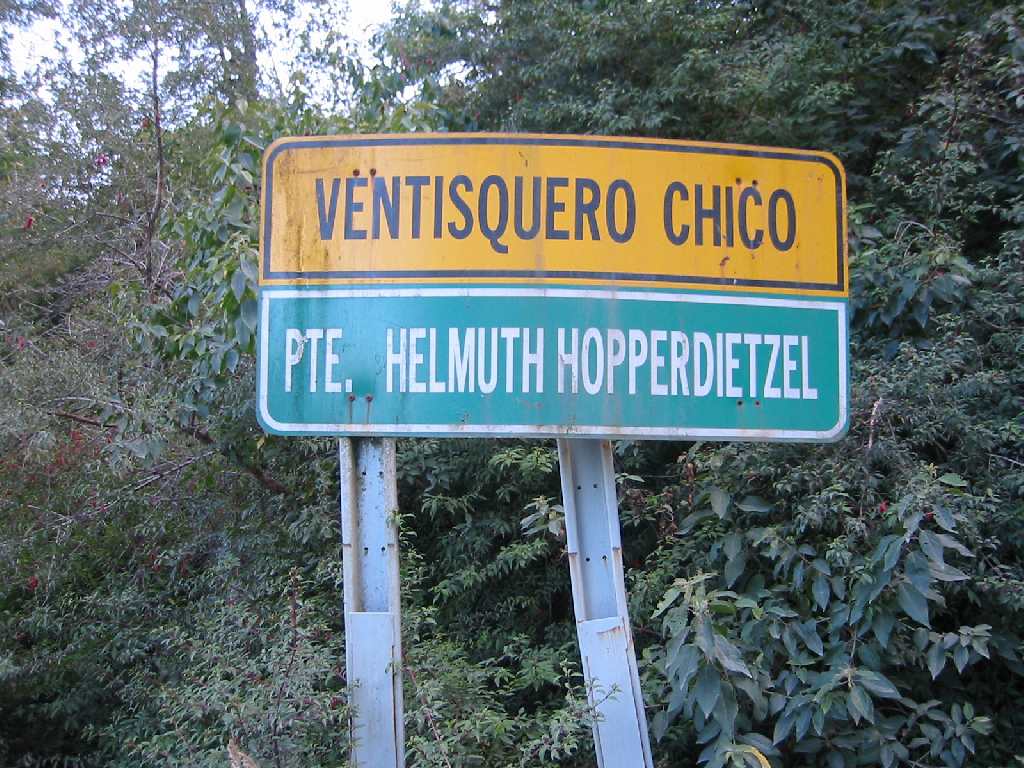 VENTISQUERO CHICO
PTE. HELMUTH HOPPERDIETZEL